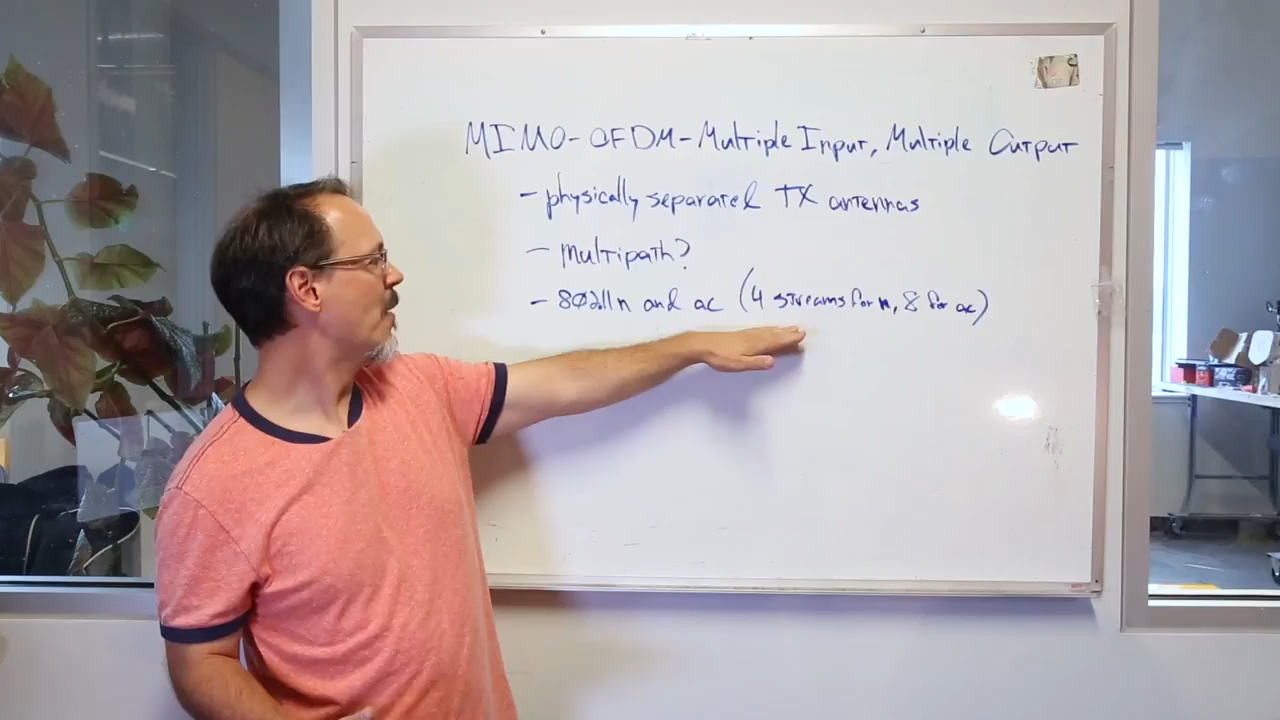 MIMO-OFDM-Multiple Input, Multiple Output
- physically separated TX antennas
- Multipath?
- 802.11n and ac (4 streams for n, 8 for ac)